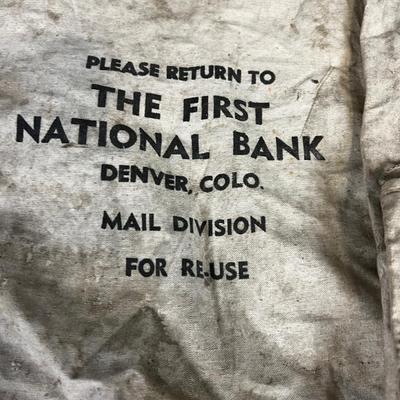 PLEASE RETURN TO
THE FIRST
NATIONAL BANK
DENVER, COLO.
MAIL DIVISION
FOR RE-USE